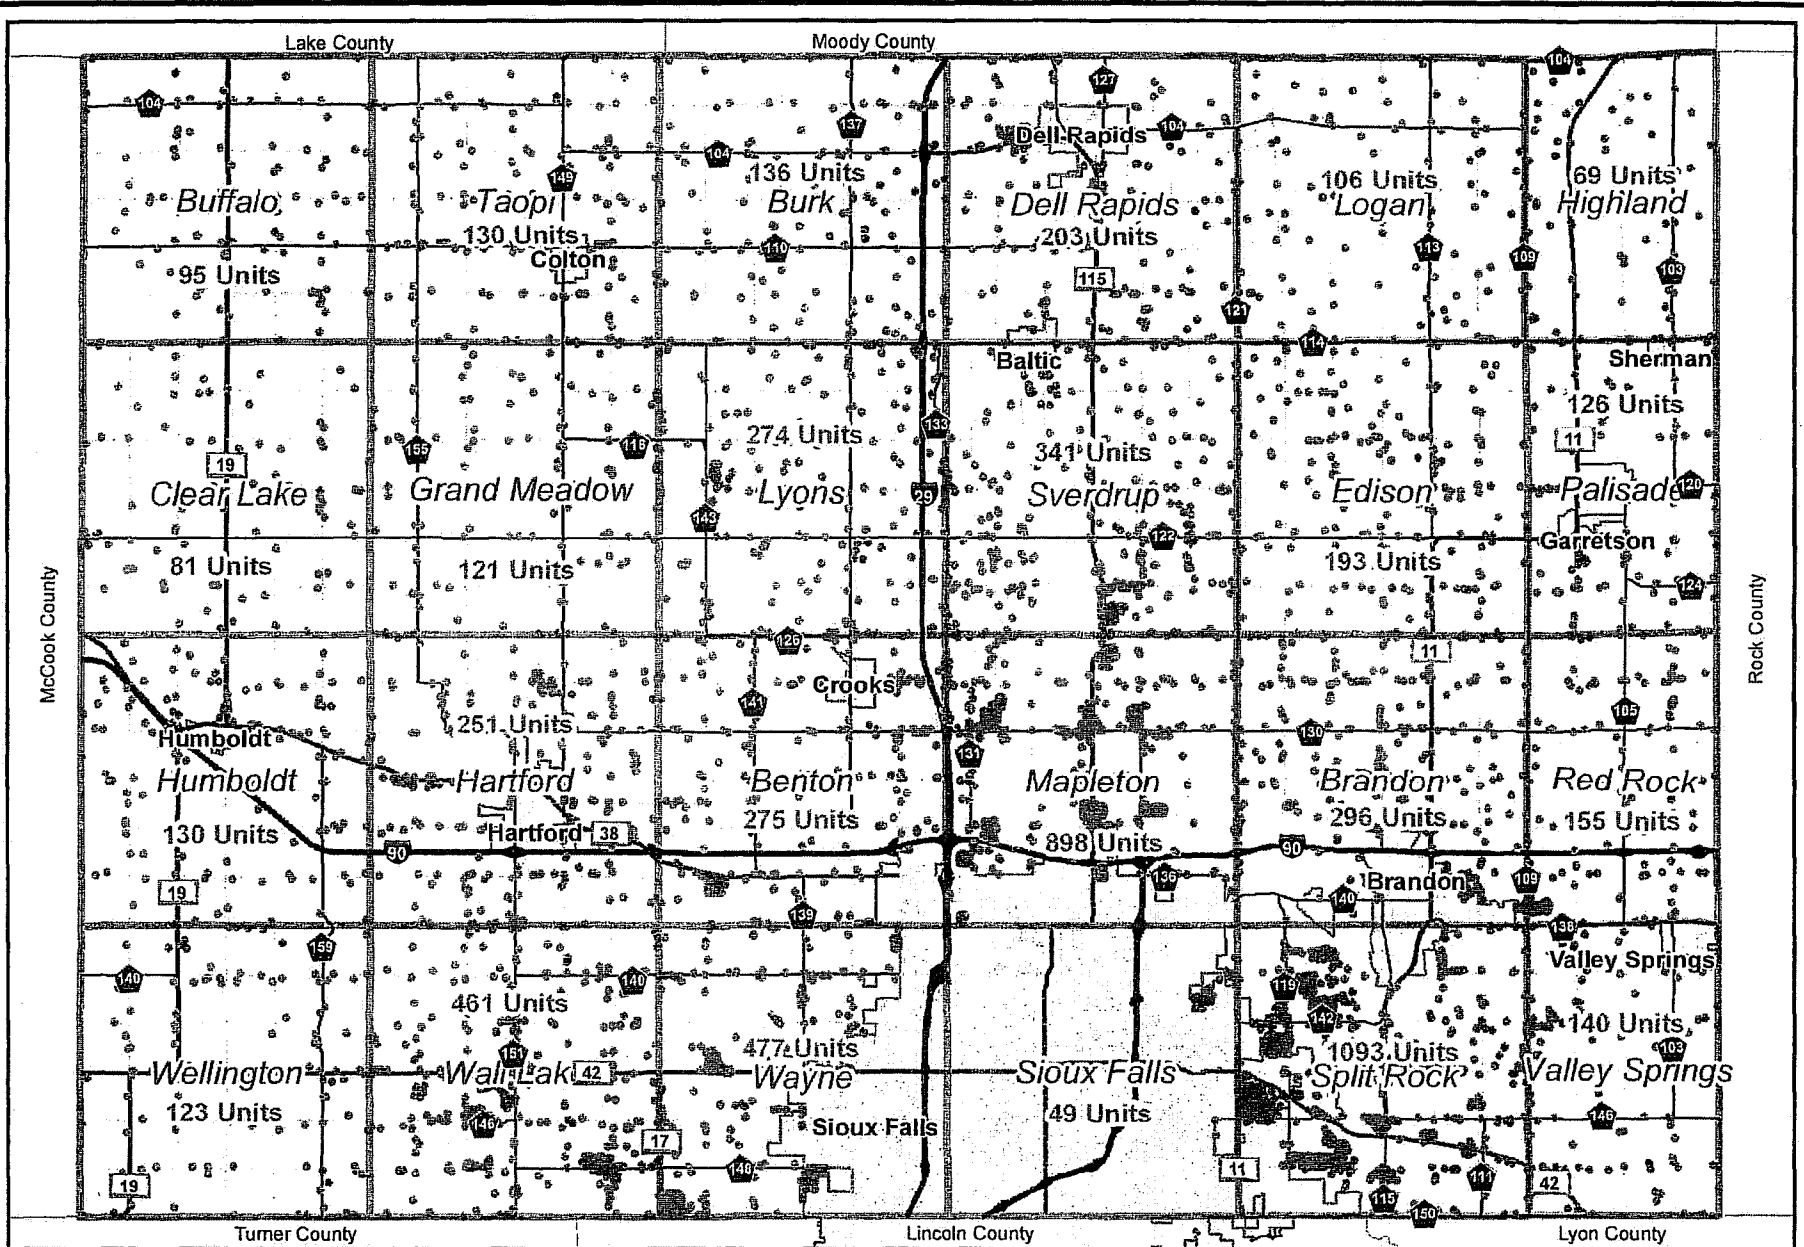 Lake County
Moody County
104
127
104
137
104
Dell Rapids
104
149
136 Units
106 Units
69 Units
Buffalo
Taopi
Burk
Dell Rapids
Logan
Highland
130 Units
203 Units
Colton
110
113
109
95 Units
115
103
121
114
Baltic
Sherman
126 Units
133
274 Units
11
155
118
341 Units
19
Clear Lake
Grand Meadow
Lyons
29
Sverdrup
Edison
Palisade
120
143
122
Garretson
81 Units
121 Units
193 Units
124
McCook County
Rock County
126
11
Crooks
141
105
251 Units
Humboldt
131
130
Humboldt
Hartford
Benton
Mapleton
Brandon
Red Rock
130 Units
Hartford
38
275 Units
898 Units
296 Units
155 Units
90
90
19
136
Brandon
109
140
139
138
159
Valley Springs
140
140
461 Units
119
142
140 Units
151
477 Units
1093 Units
103
Wellington
Wall Lake
42
Wayne
Sioux Falls
Split Rock
Valley Springs
123 Units
49 Units
146
Sioux Falls
146
17
148
11
19
111
42
115
150
Turner County
Lincoln County
Lyon County